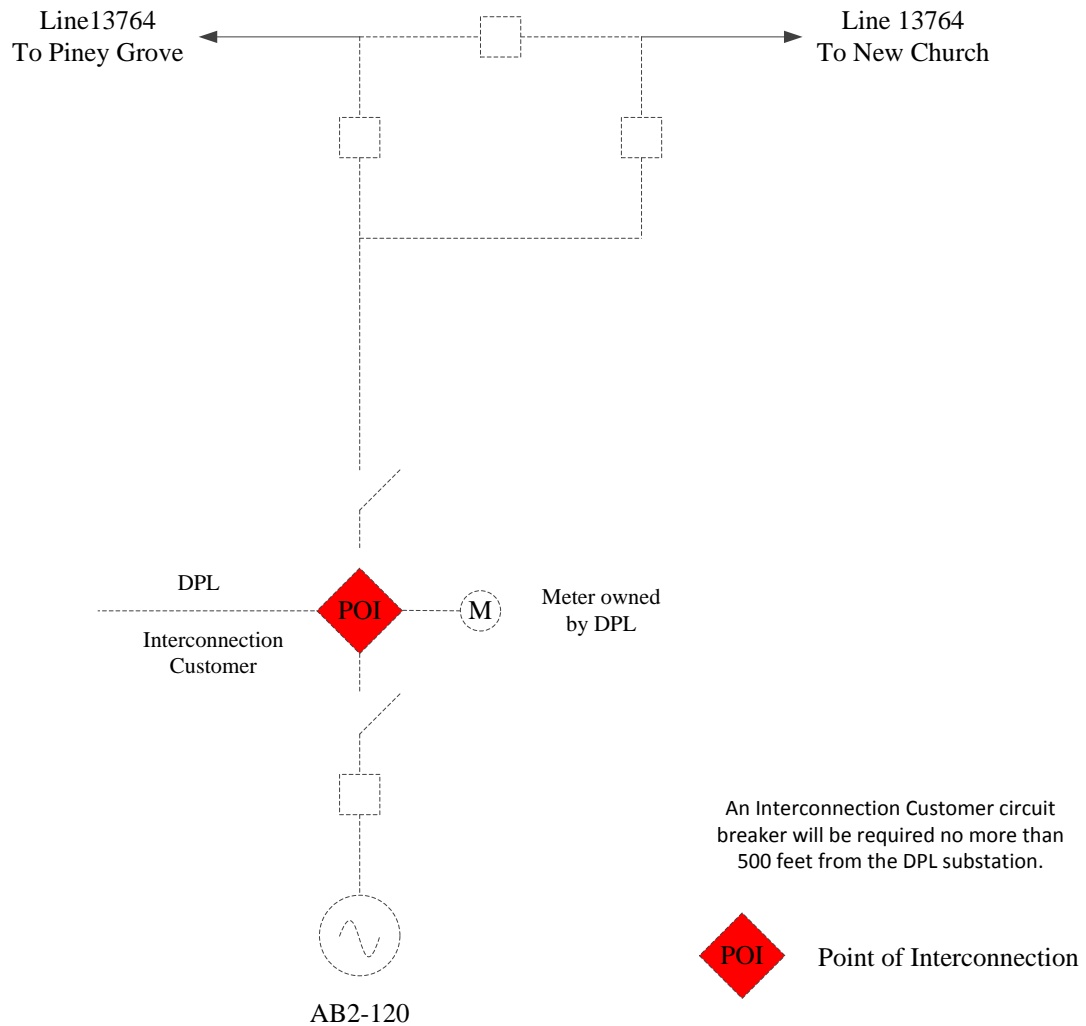 Line13764
To Piney Grove
Line 13764
To New Church
DPL
POI
M
Meter owned
by DPL
Interconnection
Customer
An Interconnection Customer circuit
breaker will be required no more than
500 feet from the DPL substation.
POI
Point of Interconnection
AB2-120